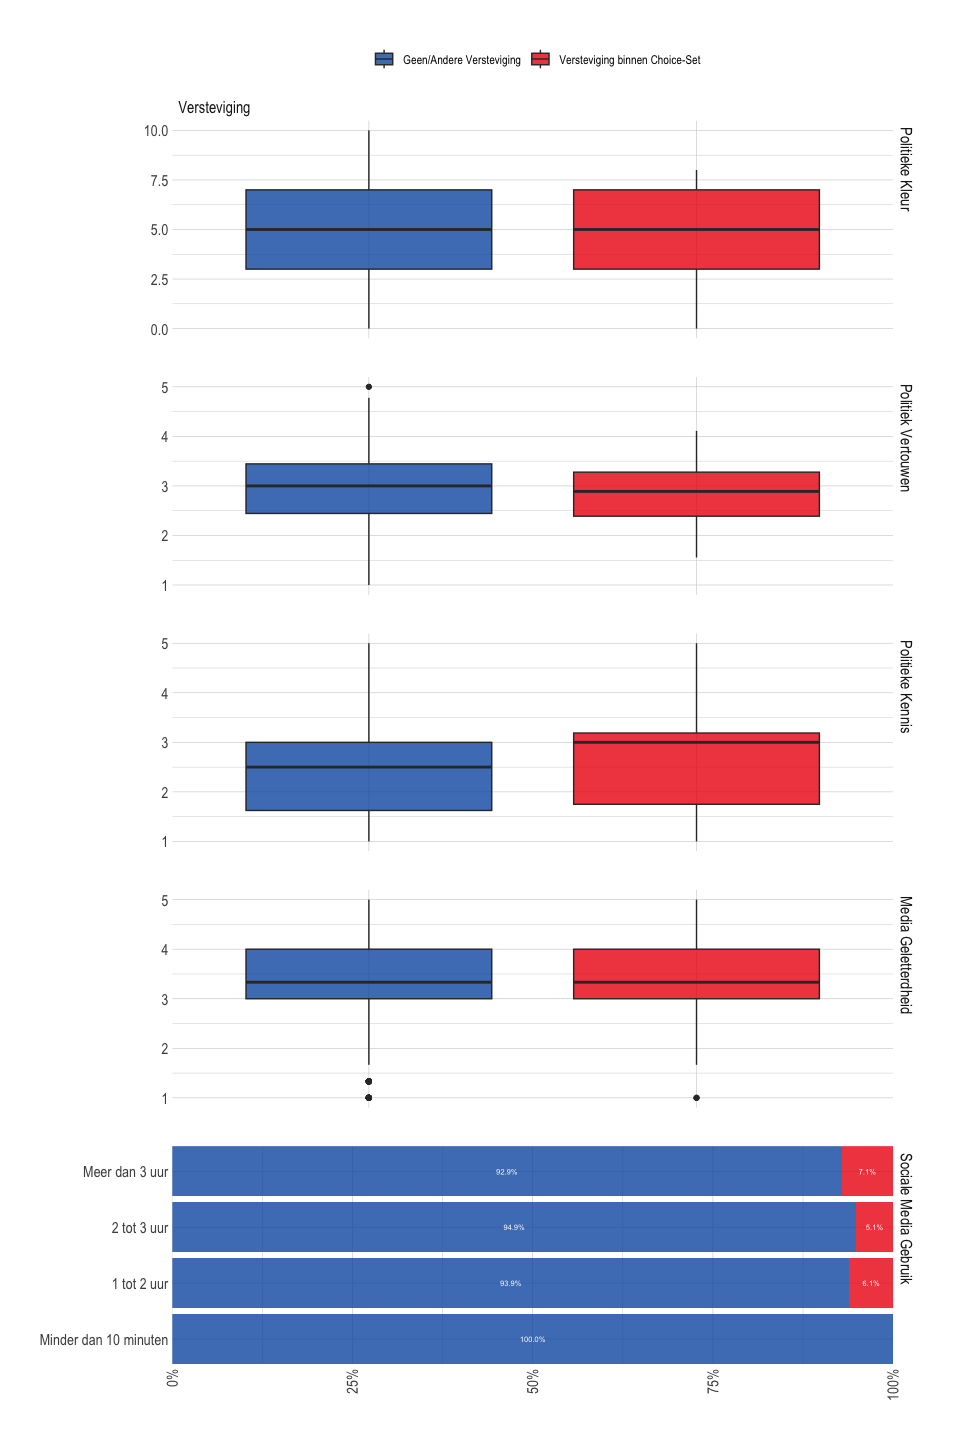 Geen/Andere Versteviging Versteviging binnen Choice-Set
Versteviging
10.0
7.5
5.0
2.5
0.0
Politieke Kleur
5
4
3
2
1
Politiek Vertouwen
5
4
3
2
1
Politieke Kennis
5
4
3
2
1
Media Geletterdheid
Meer dan 3 uur 92.9% 7.1%
2 tot 3 uur 94.9% 5.1%
1 tot 2 uur 93.9% 6.1%
Minder dan 10 minuten 100.0%
Sociale Media Gebruik
0% 25% 50% 75% 100%